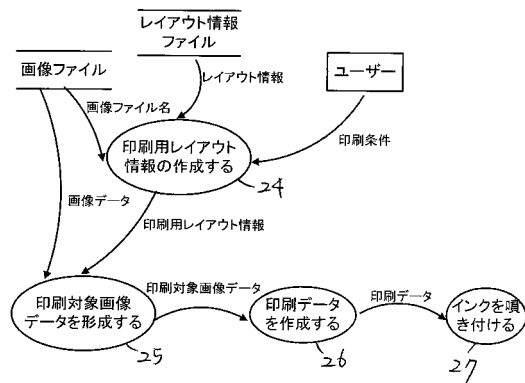 レイアウト情報
ファイル
画像ファイル
ユーザー
レイアウト情報
画像ファイル名
印刷条件
印刷用レイアウト
情報の作成する
24
画像データ
印刷用レイアウト情報
印刷対象画像
データを形成する
25
印刷対象画像データ
印刷データ
を作成する
26
印刷データ
インクを噴
き付ける
27